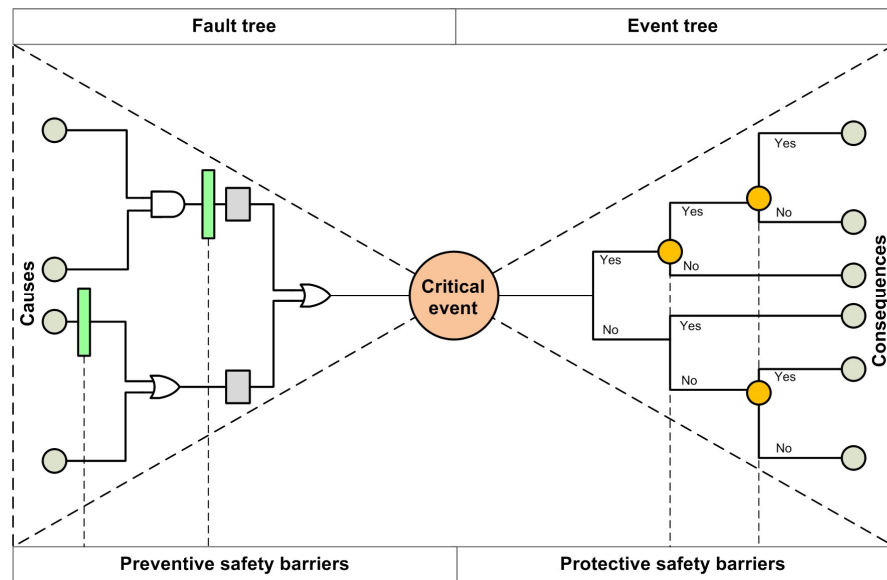 Fault tree
Event tree
Causes
Critical
event
Yes
No
Yes
No
Yes
No
Yes
No
Yes
No
Consequences
Preventive safety barriers
Protective safety barriers